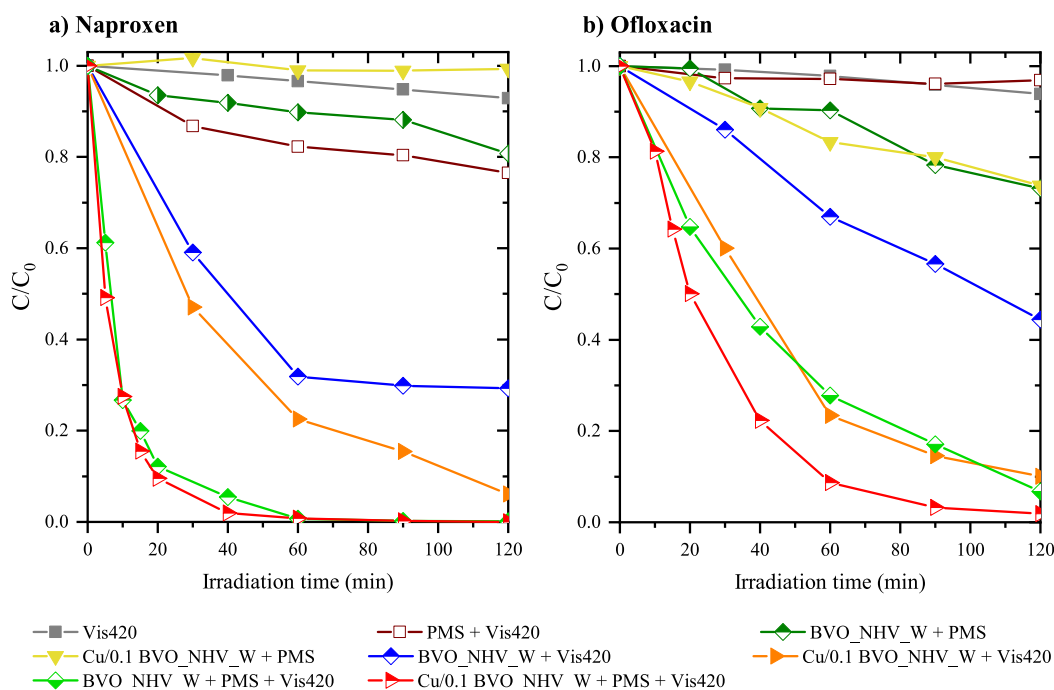 a) Naproxen
b) Ofloxacin
1.0
0.8
0.6
0.4
0.2
0.0
C/C0
0 20 40 60 80 100 120
Irradiation time (min)
1.0
0.8
0.6
0.4
0.2
0.0
C/C0
0 20 40 60 80 100 120
Irradiation time (min)
Vis420 PMS + Vis420 BVO_NHV_W + PMS
Cu/0.1 BVO_NHV_W + PMS BVO_NHV_W + Vis420 Cu/0.1 BVO_NHV_W + Vis420
BVO NHV W + PMS + Vis420 Cu/0.1 BVO NHV W + PMS + Vis420